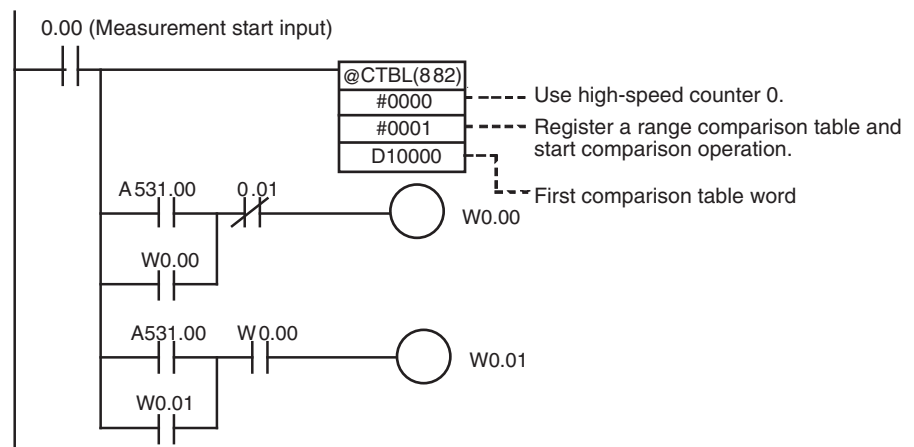 0.00 (Measurement start input)
@CTBL(882)
#0000
Use high-speed counter 0.
#0001
Register a range comparison table and
start comparison operation.
D10000
First comparison table word
A531.00
0.01
W0.00
W0.00
A531.00
W0.00
W0.01
W0.01